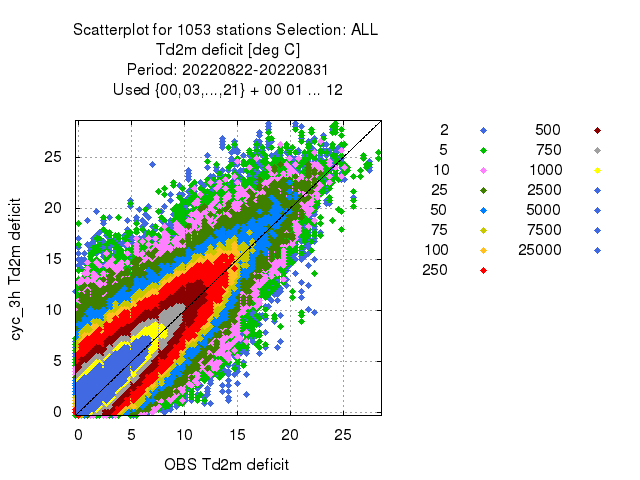 Scatterplot for 1053 stations Selection: ALL
Td2m deficit [deg C]
Period: 20220822-20220831
Used {00,03,...,21} + 00 01 ... 12
cyc_3h Td2m deficit
25
20
15
10
5
0
0 5 10 15 20 25
OBS Td2m deficit
2 500
5 750
10 1000
25 2500
50 5000
75 7500
100 25000
250